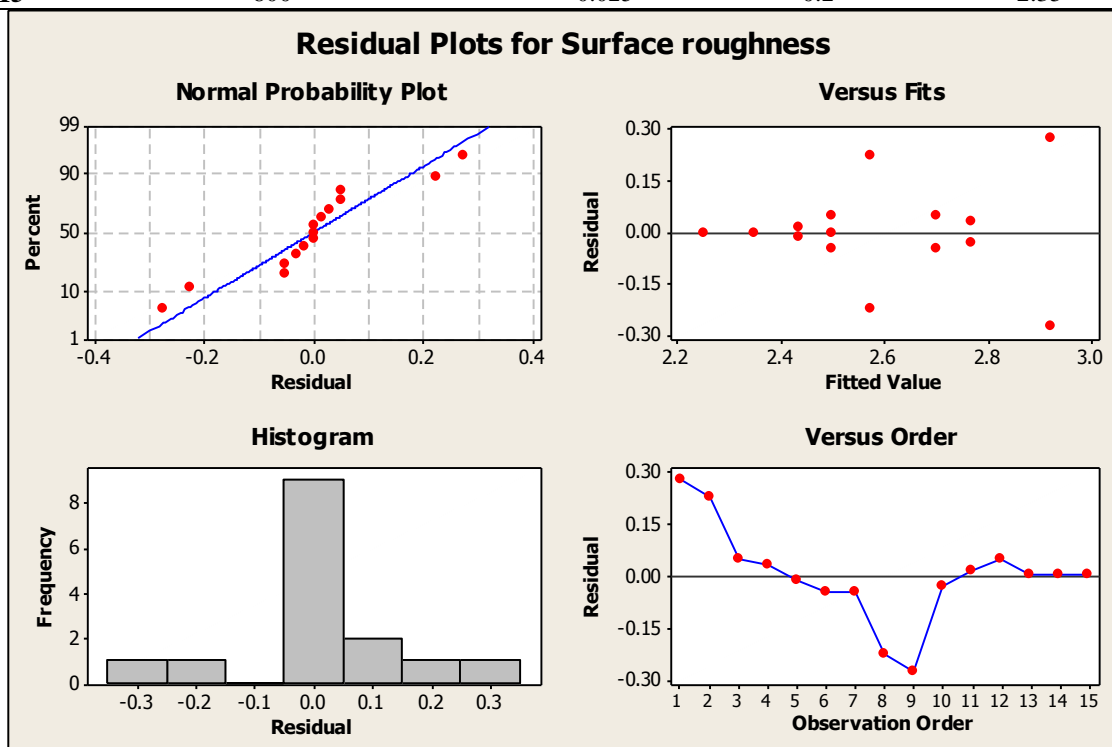 Residual Plots for Surface roughness
Normal Probability Plot
Percent
99
90
50
10
1
-0.4 -0.2 0.0 0.2 0.4
Residual
Versus Fits
Residual
0.30
0.15
0.00
-0.15
-0.30
2.2 2.4 2.6 2.8 3.0
Fitted Value
Histogram
Frequency
8
6
4
2
0
-0.3 -0.2 -0.1 0.0 0.1 0.2 0.3
Residual
Versus Order
Residual
0.30
0.15
0.00
-0.15
-0.30
1 2 3 4 5 6 7 8 9 10 11 12 13 14 15
Observation Order